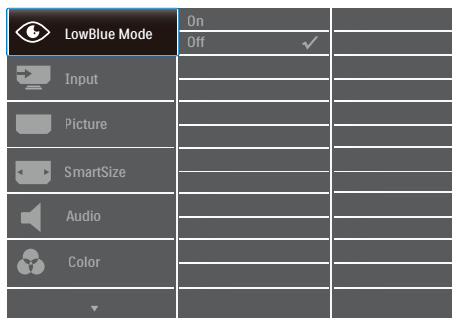 LowBlue Mode
On
Off
Input
Picture
SmartSize
Audio
Color